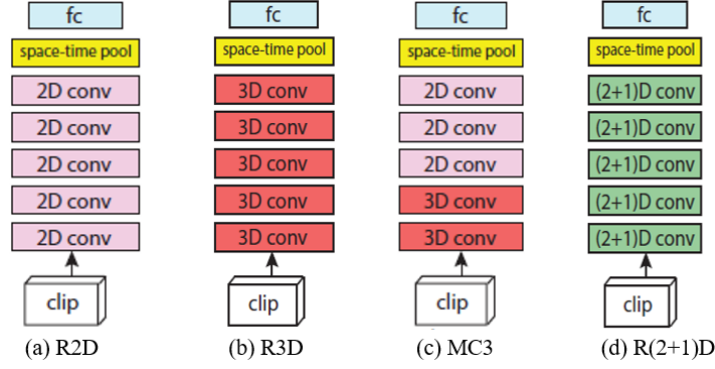 fc
space-time pool
2D conv
2D conv
2D conv
2D conv
2D conv
clip
(a) R2D
fc
space-time pool
3D conv
3D conv
3D conv
3D conv
3D conv
clip
(b) R3D
fc
space-time pool
2D conv
2D conv
2D conv
3D conv
3D conv
clip
(c) MC3
fc
space-time pool
(2+1)D conv
(2+1)D conv
(2+1)D conv
(2+1)D conv
(2+1)D conv
clip
(d) R(2+1)D